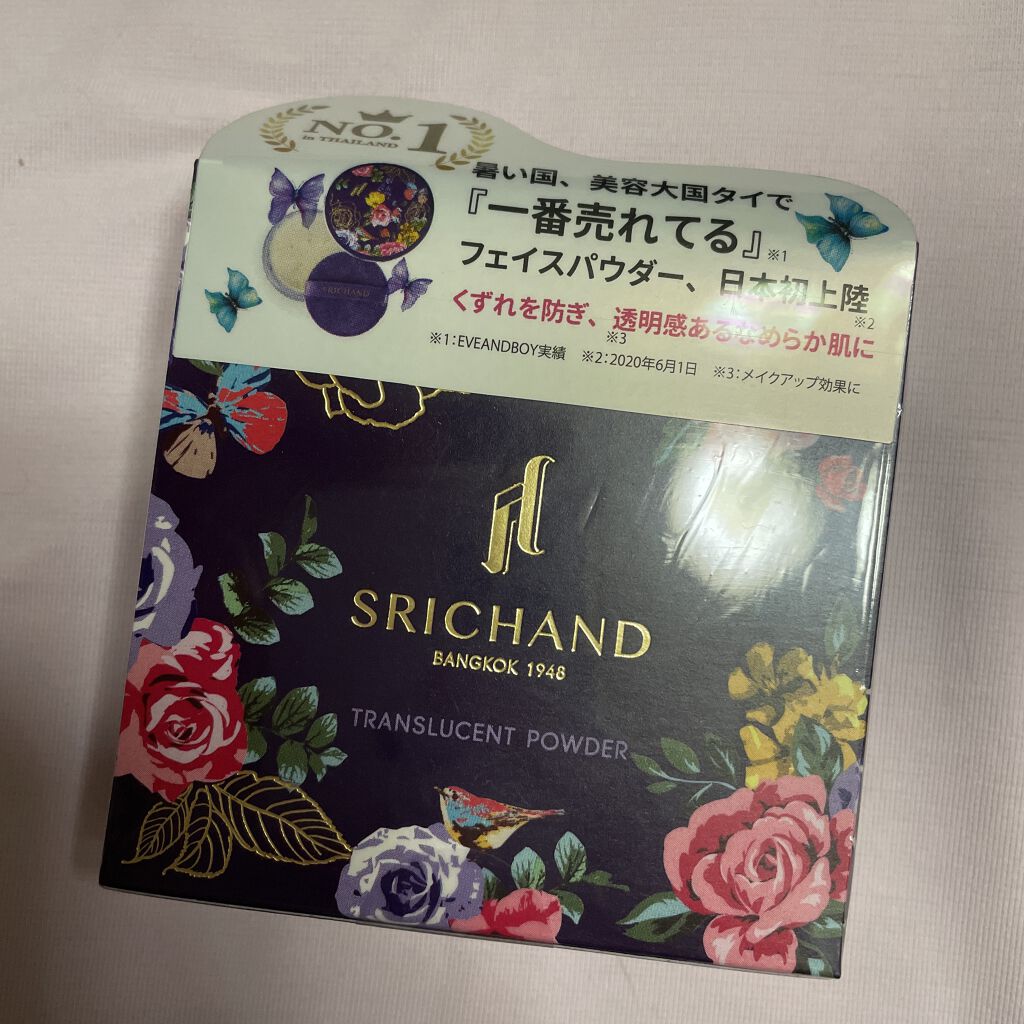 NO.1
in THAILAND
暑い国、美容大国タイで
『一番売れてる』※1
フェイスパウダー、日本初上陸※2
くずれを防ぎ、透明感あるなめらか肌に
※3
※1:EVEANDBOY実績 ※2:2020年6月1日 ※3:メイクアップ効果に
SRICHAND
SRICHAND
BANGKOK 1948
TRANSLUCENT POWDER